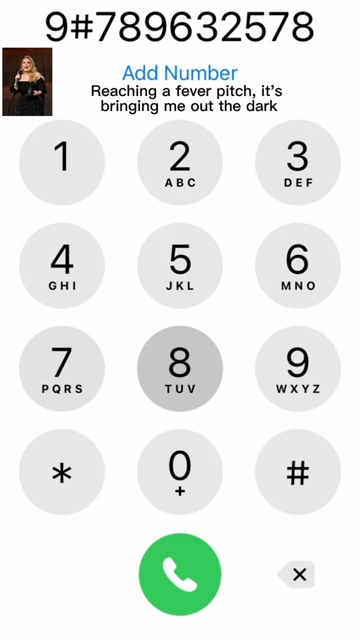 9#789632578
Add Number
Reaching a fever pitch, it's
bringing me out the dark
1
2
ABC
3
DEF
4
GHI
5
JKL
6
MNO
7
PQRS
8
TUV
9
WXYZ
*
0
+
#